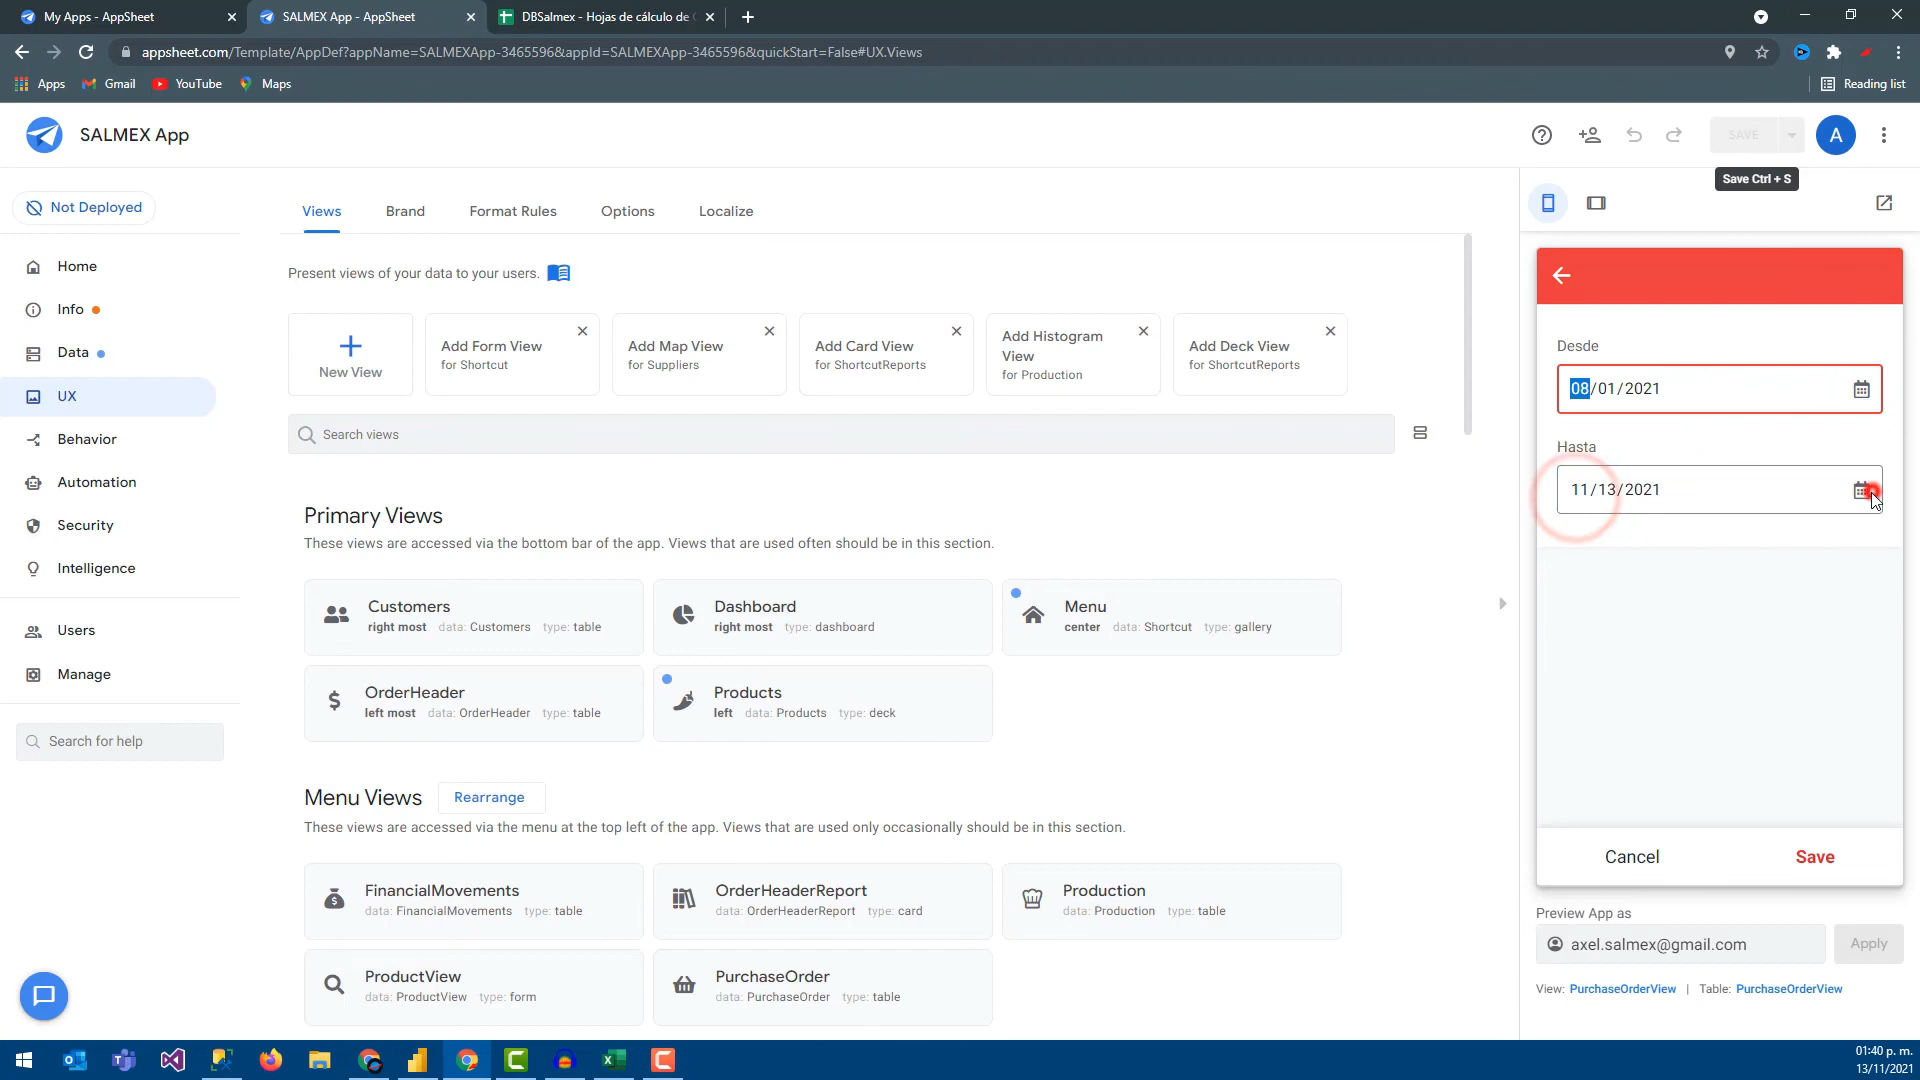 My Apps - AppSheet
SALMEX App - AppSheet
DBSalmex - Hojas de cálculo de
appsheet.com/Template/AppDef?appName=SALMEXApp-3465596&appId=SALMEXApp-3465596&quickStart=False#UX.Views
Apps
Gmail
YouTube
Maps
Reading list
SALMEX App
SAVE
A
Save Ctrl + S
Not Deployed
Home
Info
Data
UX
Behavior
Automation
Security
Intelligence
Users
Manage
Search for help
Views
Brand
Format Rules
Options
Localize
Present views of your data to your users.
New View
Add Form View
for Shortcut
Add Map View
for Suppliers
Add Card View
for ShortcutReports
Add Histogram
View
for Production
Add Deck View
for ShortcutReports
Search views
Primary Views
These views are accessed via the bottom bar of the app. Views that are used often should be in this section.
Customers
right most data: Customers type: table
Dashboard
right most type: dashboard
Menu
center data: Shortcut type: gallery
OrderHeader
left most data: OrderHeader type: table
Products
left data: Products type: deck
Menu Views
Rearrange
These views are accessed via the menu at the top left of the app. Views that are used only occasionally should be in this section.
FinancialMovements
data: FinancialMovements type: table
OrderHeaderReport
data: OrderHeaderReport type: card
Production
data: Production type: table
ProductView
data: ProductView type: form
PurchaseOrder
data: PurchaseOrder type: table
Desde
08/01/2021
Hasta
11/13/2021
Cancel
Save
Preview App as
axel.salmex@gmail.com
Apply
View: PurchaseOrderView | Table: PurchaseOrderView
01:40 p. m.
13/11/2021